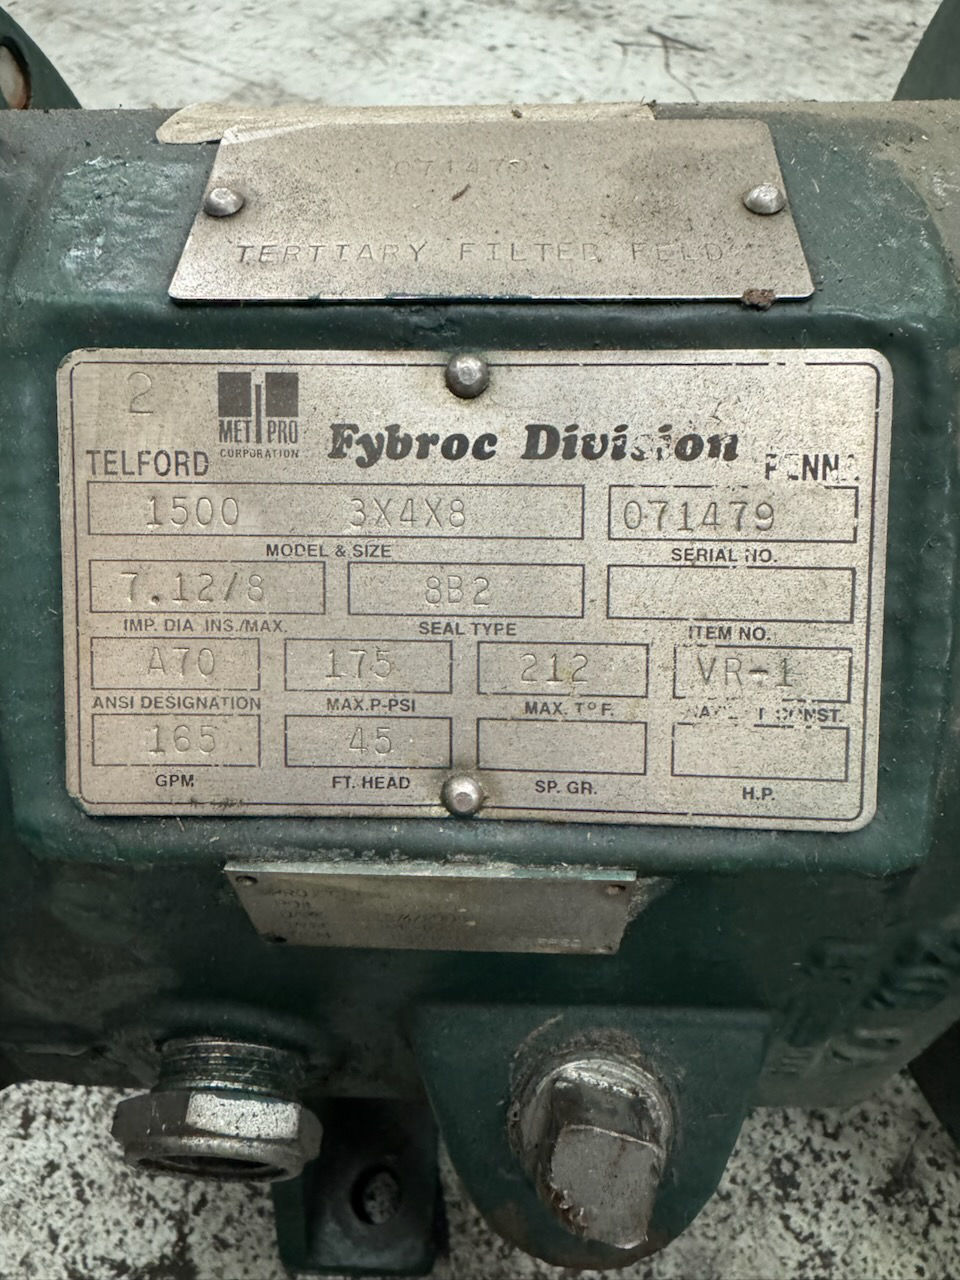 071479
TERTIARY FILTER FELD
2
MET PRO
CORPORATION
Fybroc Division
TELFORD PENNA.
1500 3X4X8 071479
MODEL & SIZE SERIAL NO.
7.12/8 8B2
IMP. DIA. INS./MAX. SEAL TYPE ITEM NO.
A70 175 212 VR-1
ANSI DESIGNATION MAX.P-PSI MAX. T°F. CONST.
165 45
GPM FT. HEAD SP. GR. H.P.